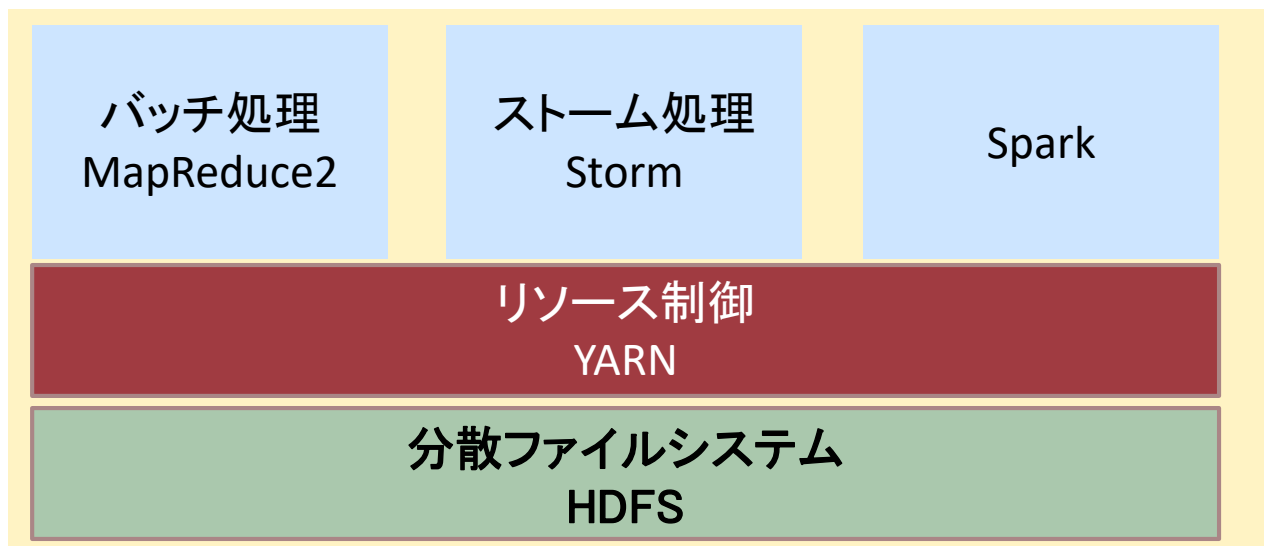 バッチ処理
MapReduce2
ストーム処理
Storm
Spark
リソース制御
YARN
分散ファイルシステム
HDFS